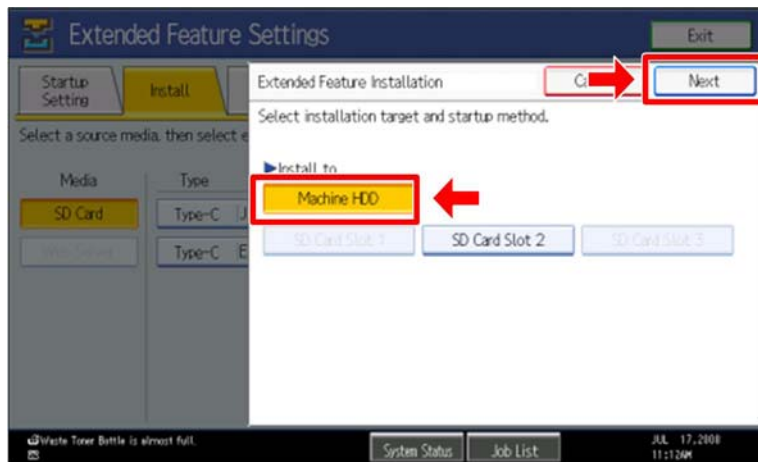 Extended Feature Settings
Exit
Startup
Setting
Install
Extended Feature Installation
Next
Select installation target and startup method.
Select a source media, then select e
▶Install to
Media
Type
Machine HDD
SD Card
Type-C J
SD Card Slot 1
SD Card Slot 2
SD Card Slot 3
Type-C E
Waste Toner Bottle is almost full.
System Status
Job List
JUL 17,2008
11:12AM